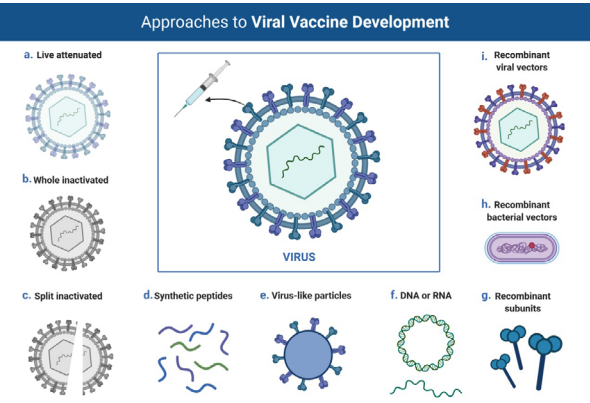 Approaches to Viral Vaccine Development
a. Live attenuated
b. Whole inactivated
c. Split inactivated
d. Synthetic peptides
e. Virus-like particles
f. DNA or RNA
g. Recombinant
subunits
h. Recombinant
bacterial vectors
i. Recombinant
viral vectors
VIRUS